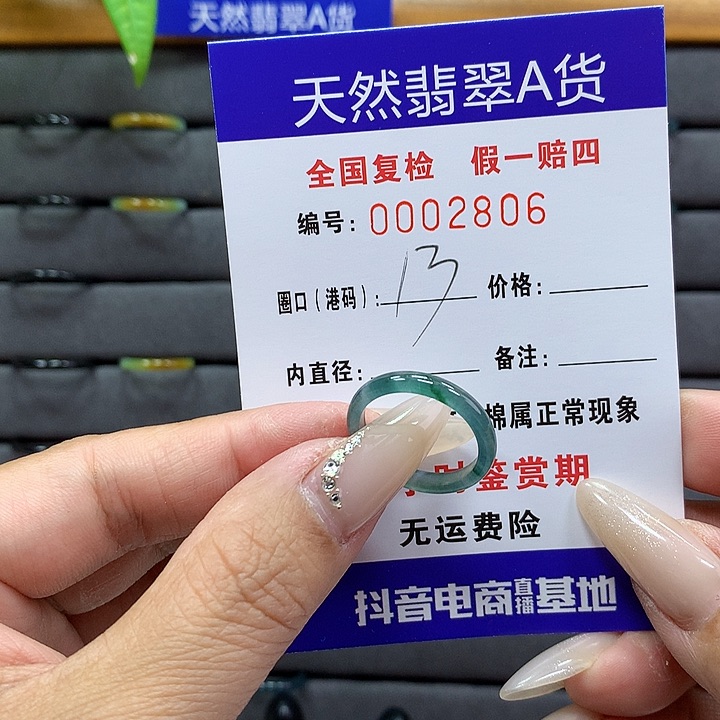 天然翡翠A货
天然翡翠A货
全国复检 假一赔四
编号: 0002806
圈口(港码): 13 价格:
内直径: 备注:
棉属正常现象
时鉴赏期
无运费险
抖音电商直播基地